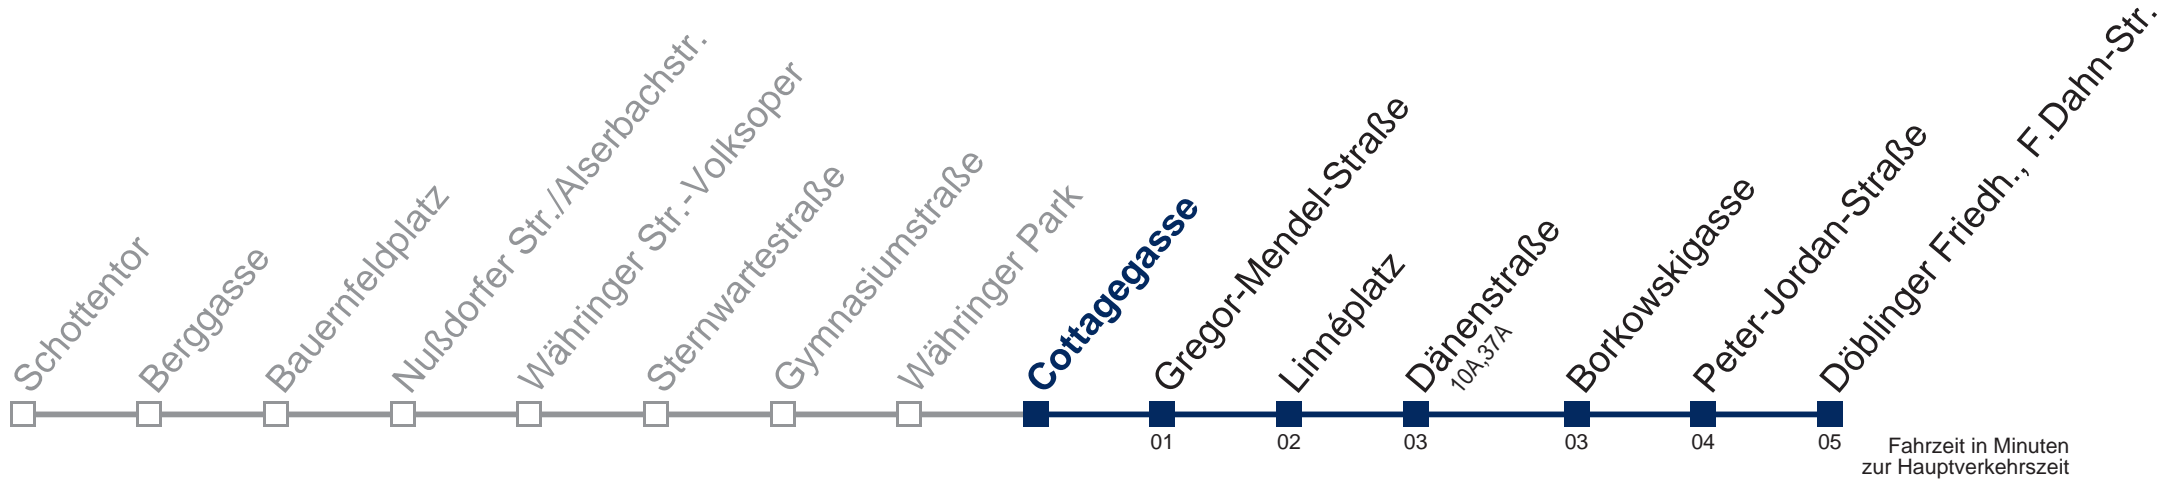 Schottentor
Berggasse
Bauernfeldplatz
Nußdorfer Str./Alserbachstr.
Währinger Str.-Volksoper
Sternwartestraße
Gymnasiumstraße
Währinger Park
Cottagegasse
Gregor-Mendel-Straße
Linnéplatz
Dänenstraße
10A,37A
Borkowskigasse
Peter-Jordan-Straße
Döblinger Friedh., F.Dahn-Str.
01 02 03 03 04 05
Fahrzeit in Minuten
zur Hauptverkehrszeit